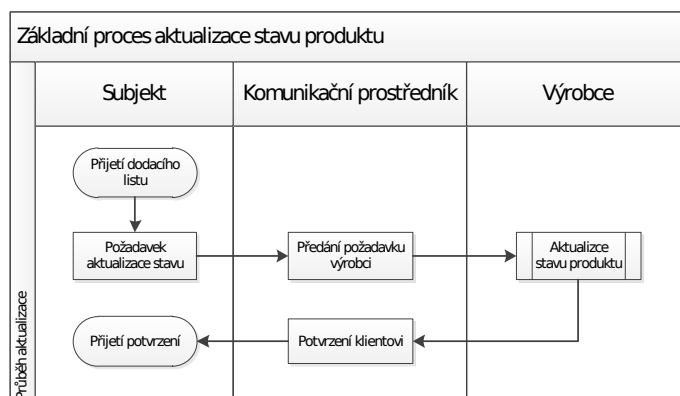 Základní proces aktualizace stavu produktu
Subjekt
Komunikační prostředník
Výrobce
Průběh aktualizace
Přijetí dodacího
listu
Požadavek
aktualizace stavu
Předání požadavku
výrobci
Aktualizce
stavu produktu
Přijetí potvrzení
Potvrzení klientovi